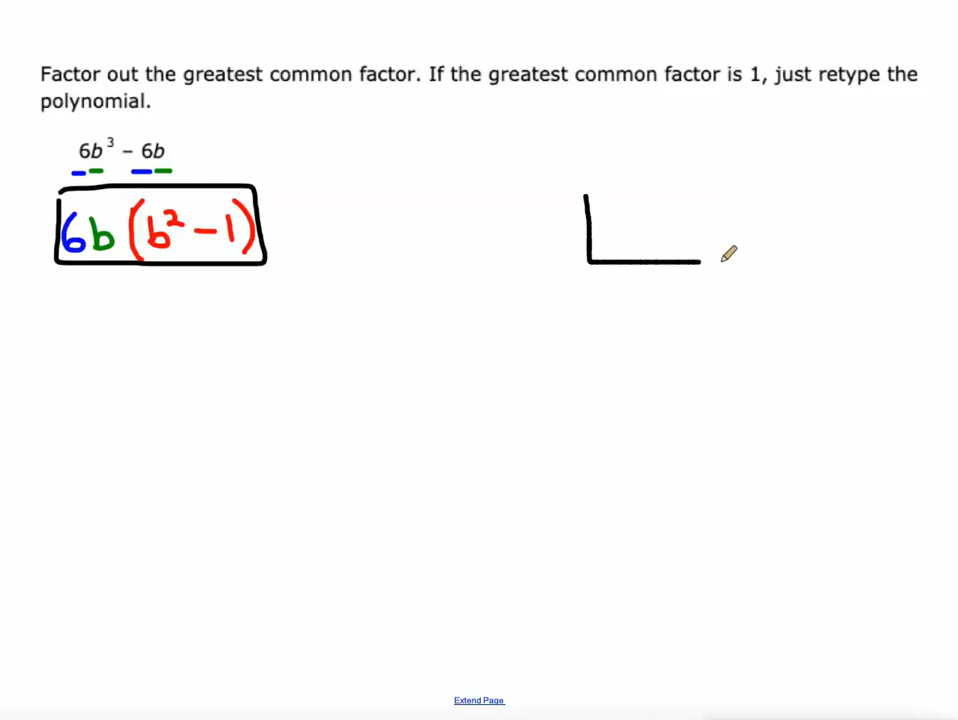 Factor out the greatest common factor. If the greatest common factor is 1, just retype the
polynomial.
6b³ – 6b
6b(b² – 1)
Extend Page